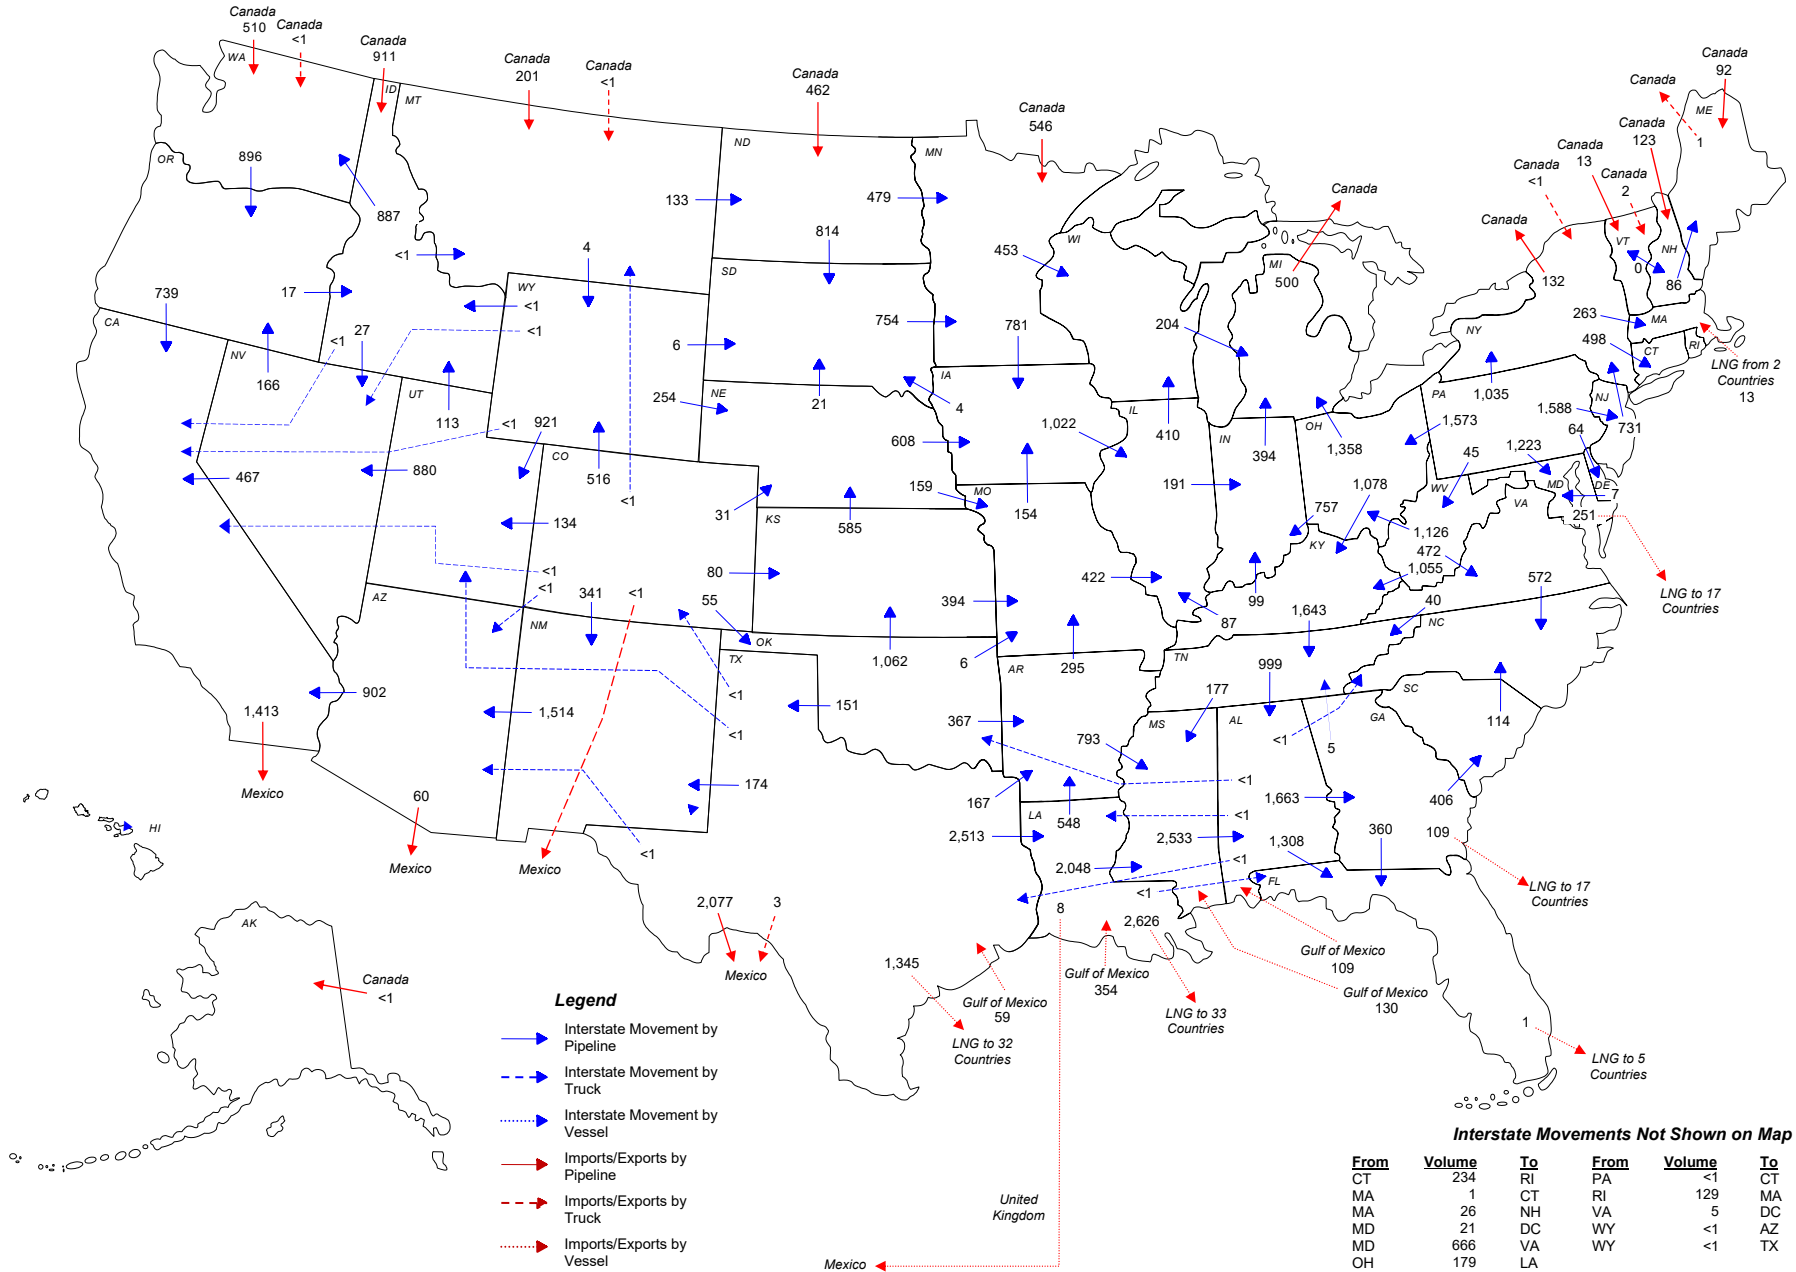 Canada
510
Canada
<1
Canada
911
Canada
201
Canada
<1
Canada
462
Canada
546
Canada
Canada
92
Canada
Canada
123
Canada
13
Canada
<1
Canada
2
Canada
WA
ID
MT
ND
MN
ME
1
OR
896
887
133
479
WI
MI
500
132
VT
NH
0
86
<1
4
814
453
SD
WY
17
<1
<1
739
CA
27
<1
NV
166
6
754
781
204
263
MA
NY
498
CT
RI
LNG from 2
Countries
13
UT
113
254
NE
21
IA
4
IL
410
IN
394
OH
1,358
PA
1,035
1,573
NJ
1,588
731
64
467
880
<1
921
CO
516
<1
608
1,022
159
MO
154
191
757
1,078
45
1,223
WV
VA
MD
DE
7
251
134
31
KS
585
1,126
KY
472
1,055
<1
<1
80
422
99
572
LNG to 17
Countries
AZ
341
<1
55
394
87
1,643
40
NM
OK
TX
1,062
6
AR
295
TN
NC
999
902
1,514
<1
<1
151
367
177
SC
GA
114
1,413
MS
AL
793
<1
5
Mexico
60
174
167
<1
1,663
406
HI
LA
548
<1
2,513
2,533
1,308
360
109
Mexico
Mexico
<1
2,048
<1
<1
FL
LNG to 17
Countries
AK
2,077
3
8
2,626
Canada
<1
Mexico
1,345
Gulf of Mexico
59
Gulf of Mexico
354
Gulf of Mexico
109
Gulf of Mexico
130
LNG to 32
Countries
LNG to 33
Countries
1
LNG to 5
Countries
Legend
Interstate Movement by
Pipeline
Interstate Movement by
Truck
Interstate Movement by
Vessel
Imports/Exports by
Pipeline
Imports/Exports by
Truck
Imports/Exports by
Vessel
United
Kingdom
Mexico
Interstate Movements Not Shown on Map
From Volume To From Volume To
CT 234 RI PA <1 CT
MA 1 CT RI 129 MA
MA 26 NH VA 5 DC
MD 21 DC WY <1 AZ
MD 666 VA WY <1 TX
OH 179 LA